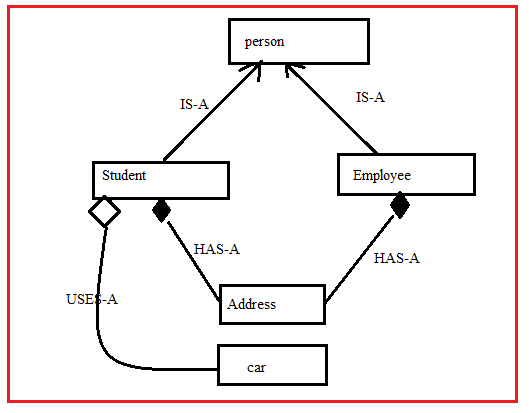 person
IS-A
IS-A
Student
Employee
HAS-A
HAS-A
USES-A
Address
car